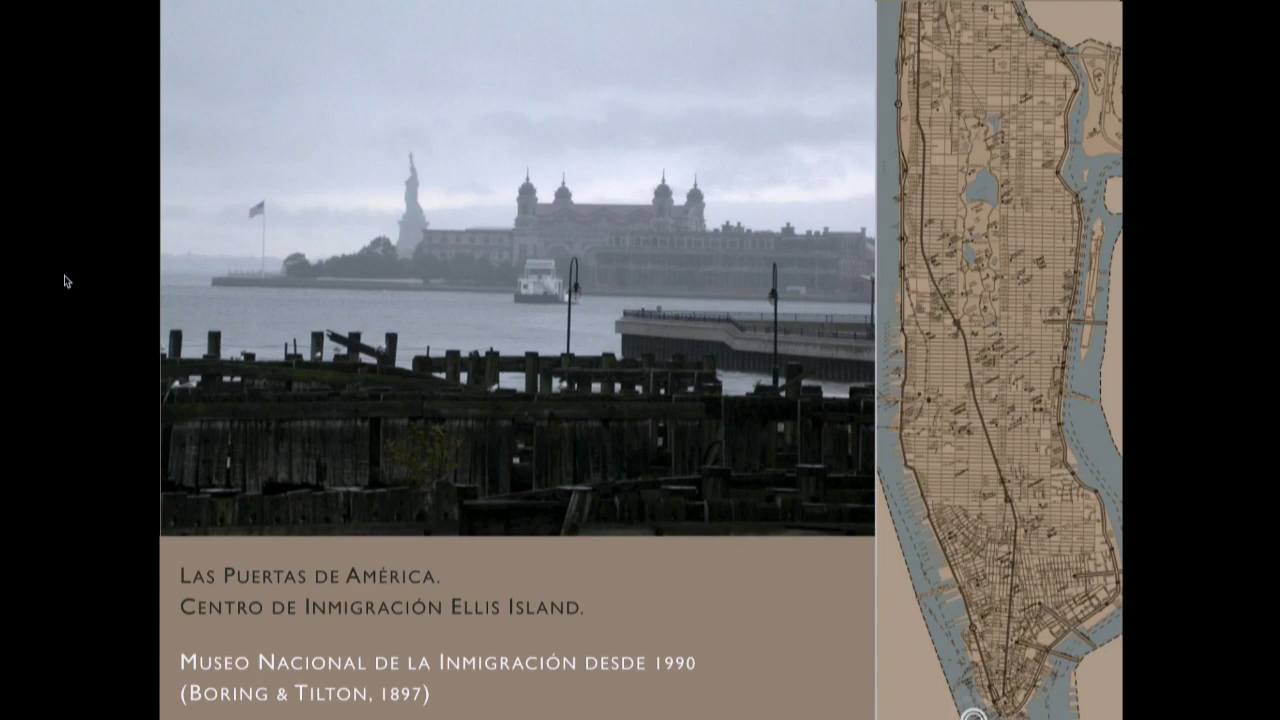 Las Puertas de América.
Centro de Inmigración Ellis Island.
Museo Nacional de la Inmigración desde 1990
(Boring & Tilton, 1897)